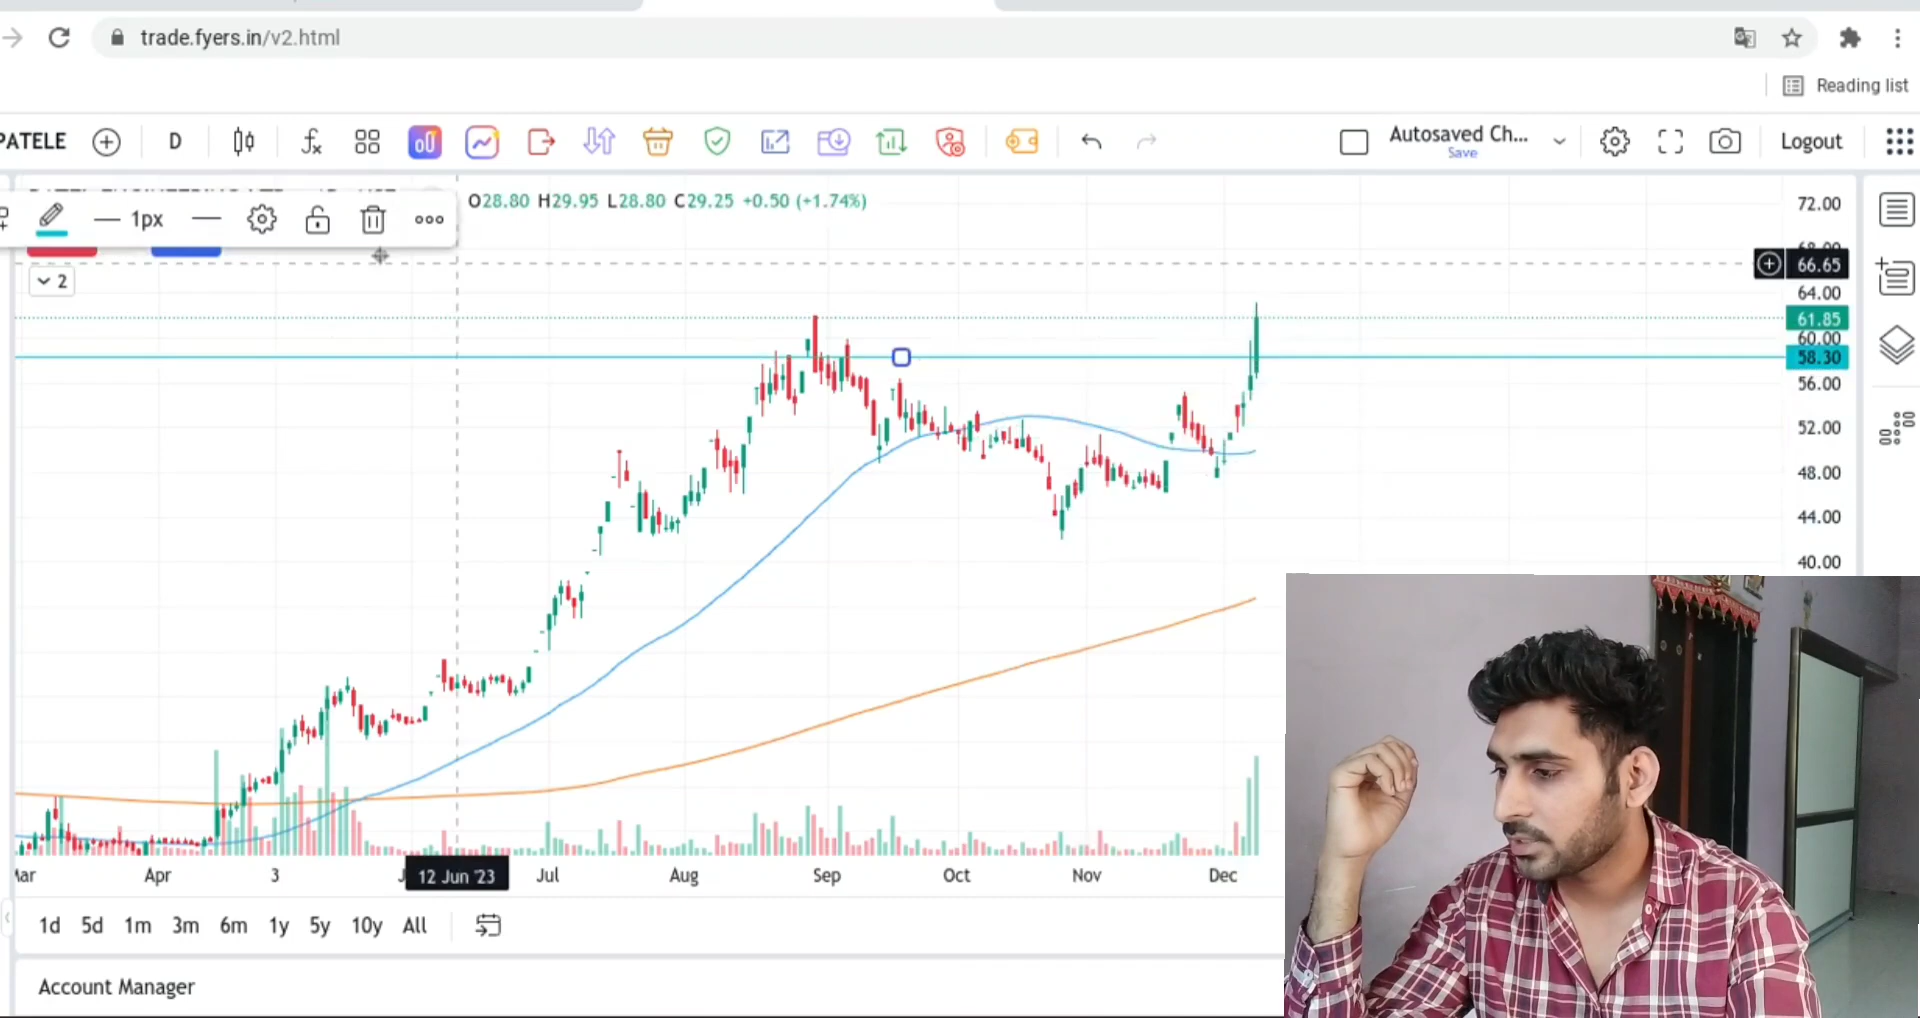 trade.fyers.in/v2.html
Reading list
PATELE
D
Autosaved Ch...
Save
Logout
1px
O28.80 H29.95 L28.80 C29.25 +0.50 (+1.74%)
2
72.00
66.65
64.00
61.85
60.00
58.30
56.00
52.00
48.00
44.00
40.00
Apr
3
12 Jun '23
Jul
Aug
Sep
Oct
Nov
Dec
1d 5d 1m 3m 6m 1y 5y 10y All
Account Manager